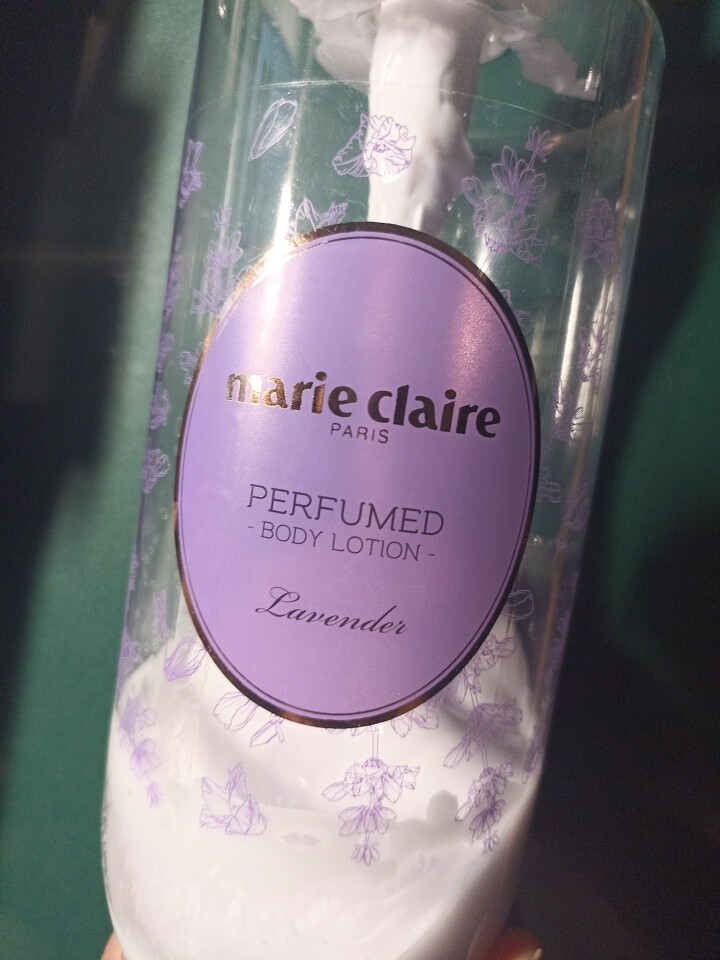 marie claire
PARIS
PERFUMED
- BODY LOTION -
Lavender